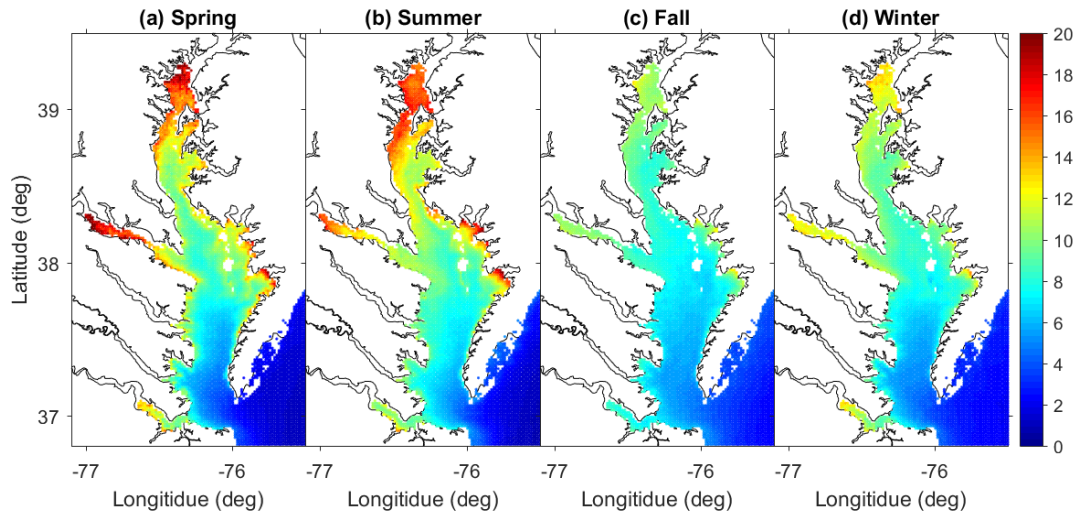 (a) Spring
(b) Summer
(c) Fall
(d) Winter
Latitude (deg)
39
38
37
-77
-76
-77
-76
-77
-76
-77
-76
Longitidue (deg)
Longitidue (deg)
Longitidue (deg)
Longitidue (deg)
20
18
16
14
12
10
8
6
4
2
0